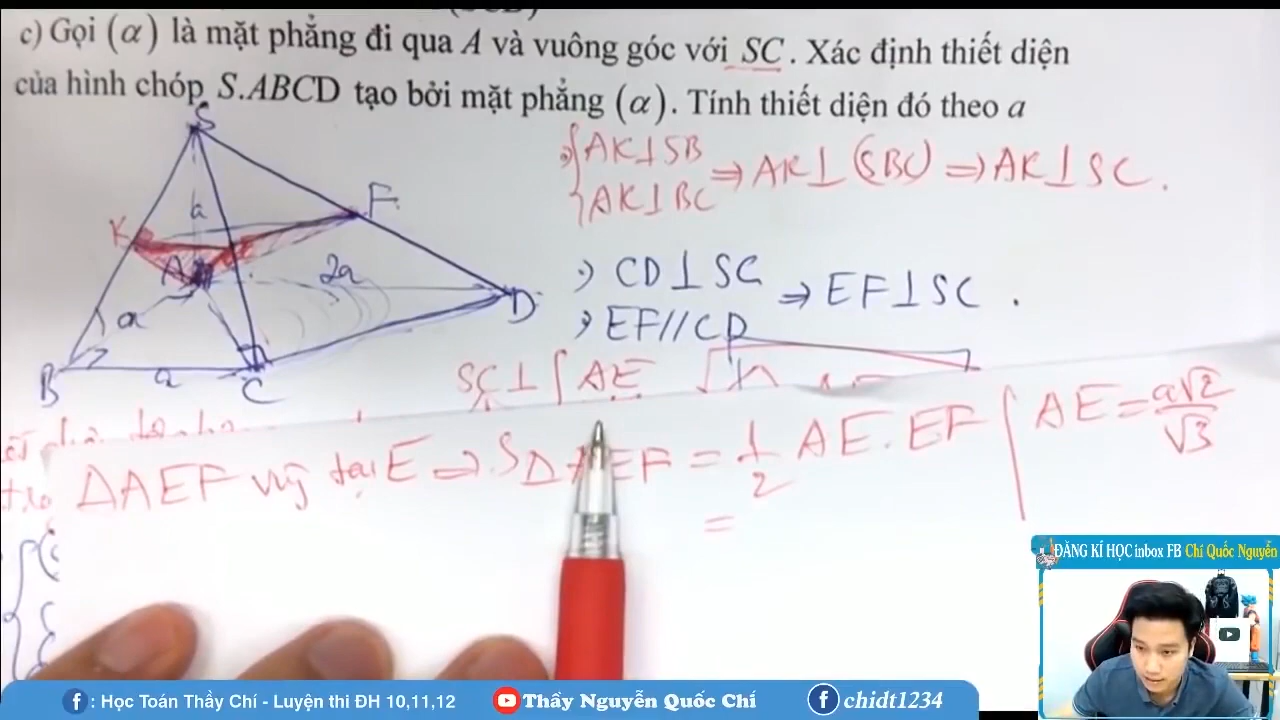 c) Gọi (α) là mặt phẳng đi qua A và vuông góc với SC. Xác định thiết diện
của hình chóp S.ABCD tạo bởi mặt phẳng (α). Tính thiết diện đó theo a
S
a
K
F
A
E
2a
a
D
B
a
C
AK⊥SB
AK⊥BC
⇒ AK⊥(SBC) ⇒ AK⊥SC.
CD⊥SC
EF//CD
⇒ EF⊥SC.
SC⊥
AE
ΔAEF vg tại E ⇒ SΔAEF = 1/2 AE.EF
=
AE = a√2/√3
ĐĂNG KÍ HỌC inbox FB Chí Quốc Nguyễn
: Học Toán Thầy Chí - Luyện thi ĐH 10,11,12
Thầy Nguyễn Quốc Chí
chidt1234